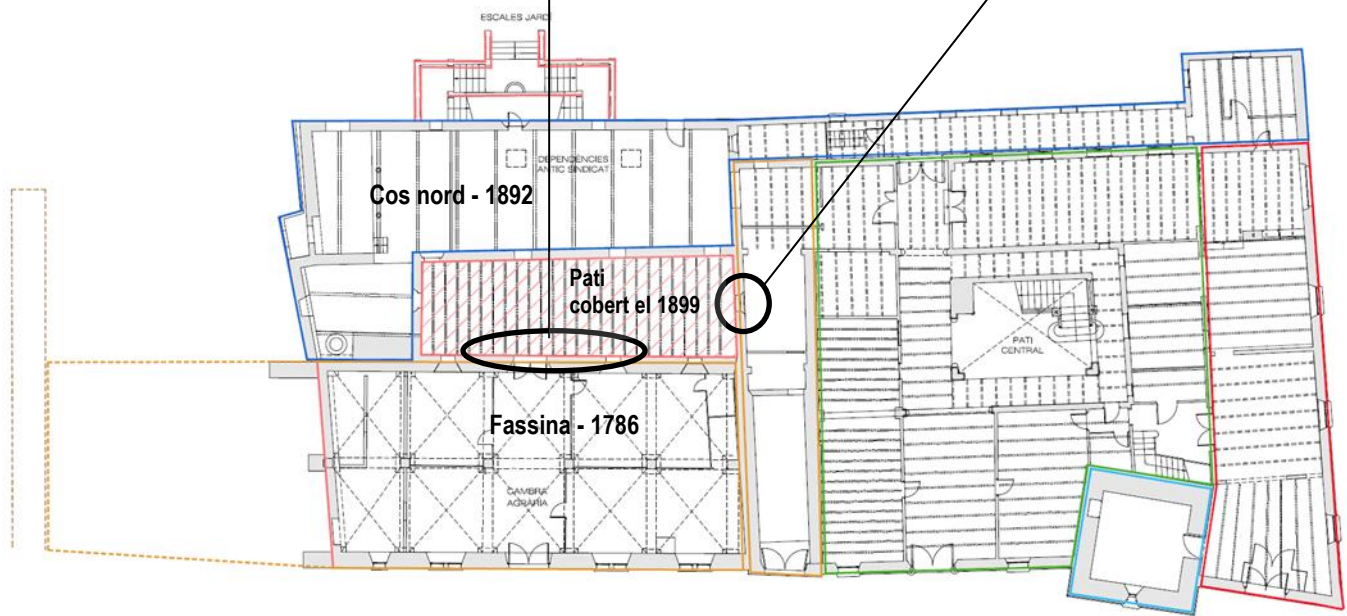 ESCALES JARDÍ
DEPENDÈNCIES
ANTIC SINDICAT
Cos nord - 1892
Pati
cobert el 1899
PATI
CENTRAL
Fassina - 1786
CAMBRA
AGRÀRIA